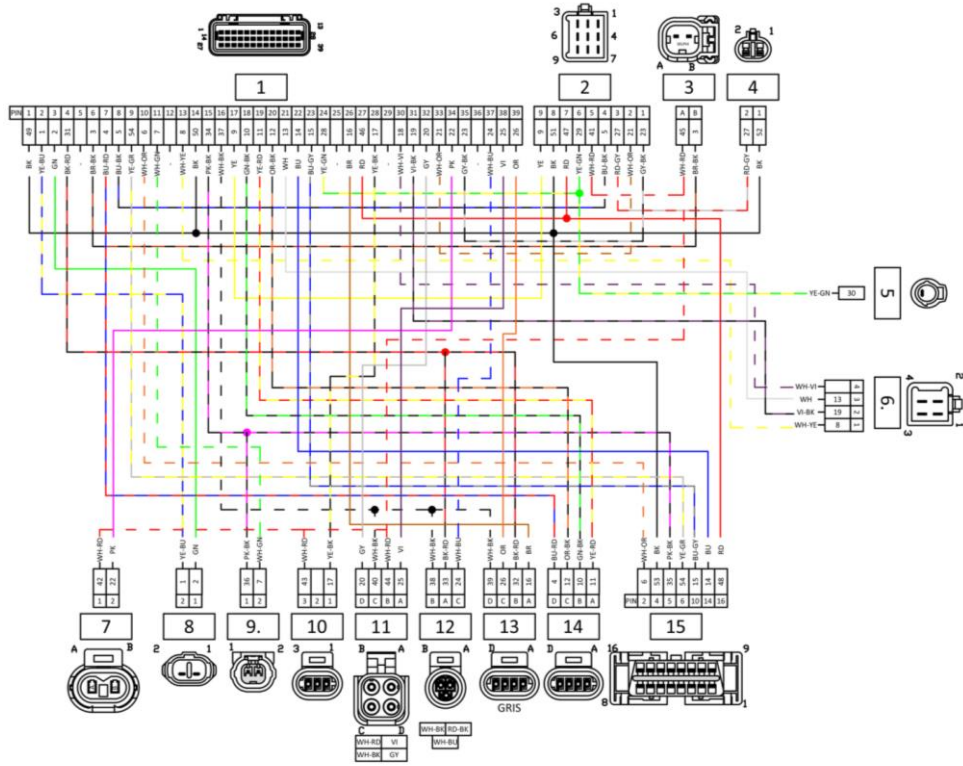 1 13
14 26
27 39
3 1
6 4
9 7
A B
2 1
1 2 3 4
PIN 1 2 3 4 5 6 7 8 9 10 11 12 13 14 15 16 17 18 19 20 21 22 23 24 25 26 27 28 29 30 31 32 33 34 35 36 37 38 39
9 8 7 6 5 4 3 2 1
A B
2 1
49 1 2 31 - 3 4 5 54 6 7 - 8 50 34 37 9 10 11 12 13 14 15 28 - 16 46 17 - 18 19 20 21 22 23 - 24 25 26
9 51 47 29 41 5 27 21 23
45 3
27 52
BK YE-BU GN BK-RD - BR-BK BU-RD BU-BK YE-GR WH-OR WH-GN - WH-YE BK PK-BK WH-BK YE GN-BK YE-RD OR-BK WH BU BU-GY YE-GN - BR RD YE-BK - WH-VI VI-BK GY WH-OR PK GY-BK - WH-BU VI OR
YE BK RD YE-GN WH-RD BU-BK RD-GY WH-OR GY-BK
WH-RD BR-BK
RD-GY BK
YE-GN 30 5
WH-VI 4
WH 13 3
VI-BK 19 2
WH-YE 8 1
6.
4 2
3 1
WH-RD PK
YE-BU GN
PK-BK WH-GN
WH-RD YE-BK
GY WH-BK WH-RD VI
WH-BK BK-RD WH-BU
WH-BK OR BK-RD BR
BU-RD OR-BK GN-BK YE-RD
WH-OR BK PK-BK YE-GR BU-GY BU RD
42 22
1 2
36 7
43 17
20 40 44 25
38 33 24
39 26 32 16
4 12 10 11
6 53 35 54 15 14 48
1 2
2 1
1 2
3 2 1
D C B A
B A C
D C B A
D C B A
PIN 2 4 5 6 10 14 16
7 8 9. 10 11 12 13 14 15
A B
2 1
1 2
3 1
B A
C D
B A
D A
D A
16 9
8 1
GRIS
WH-RD VI
WH-BK GY
WH-BK RD-BK
WH-BU